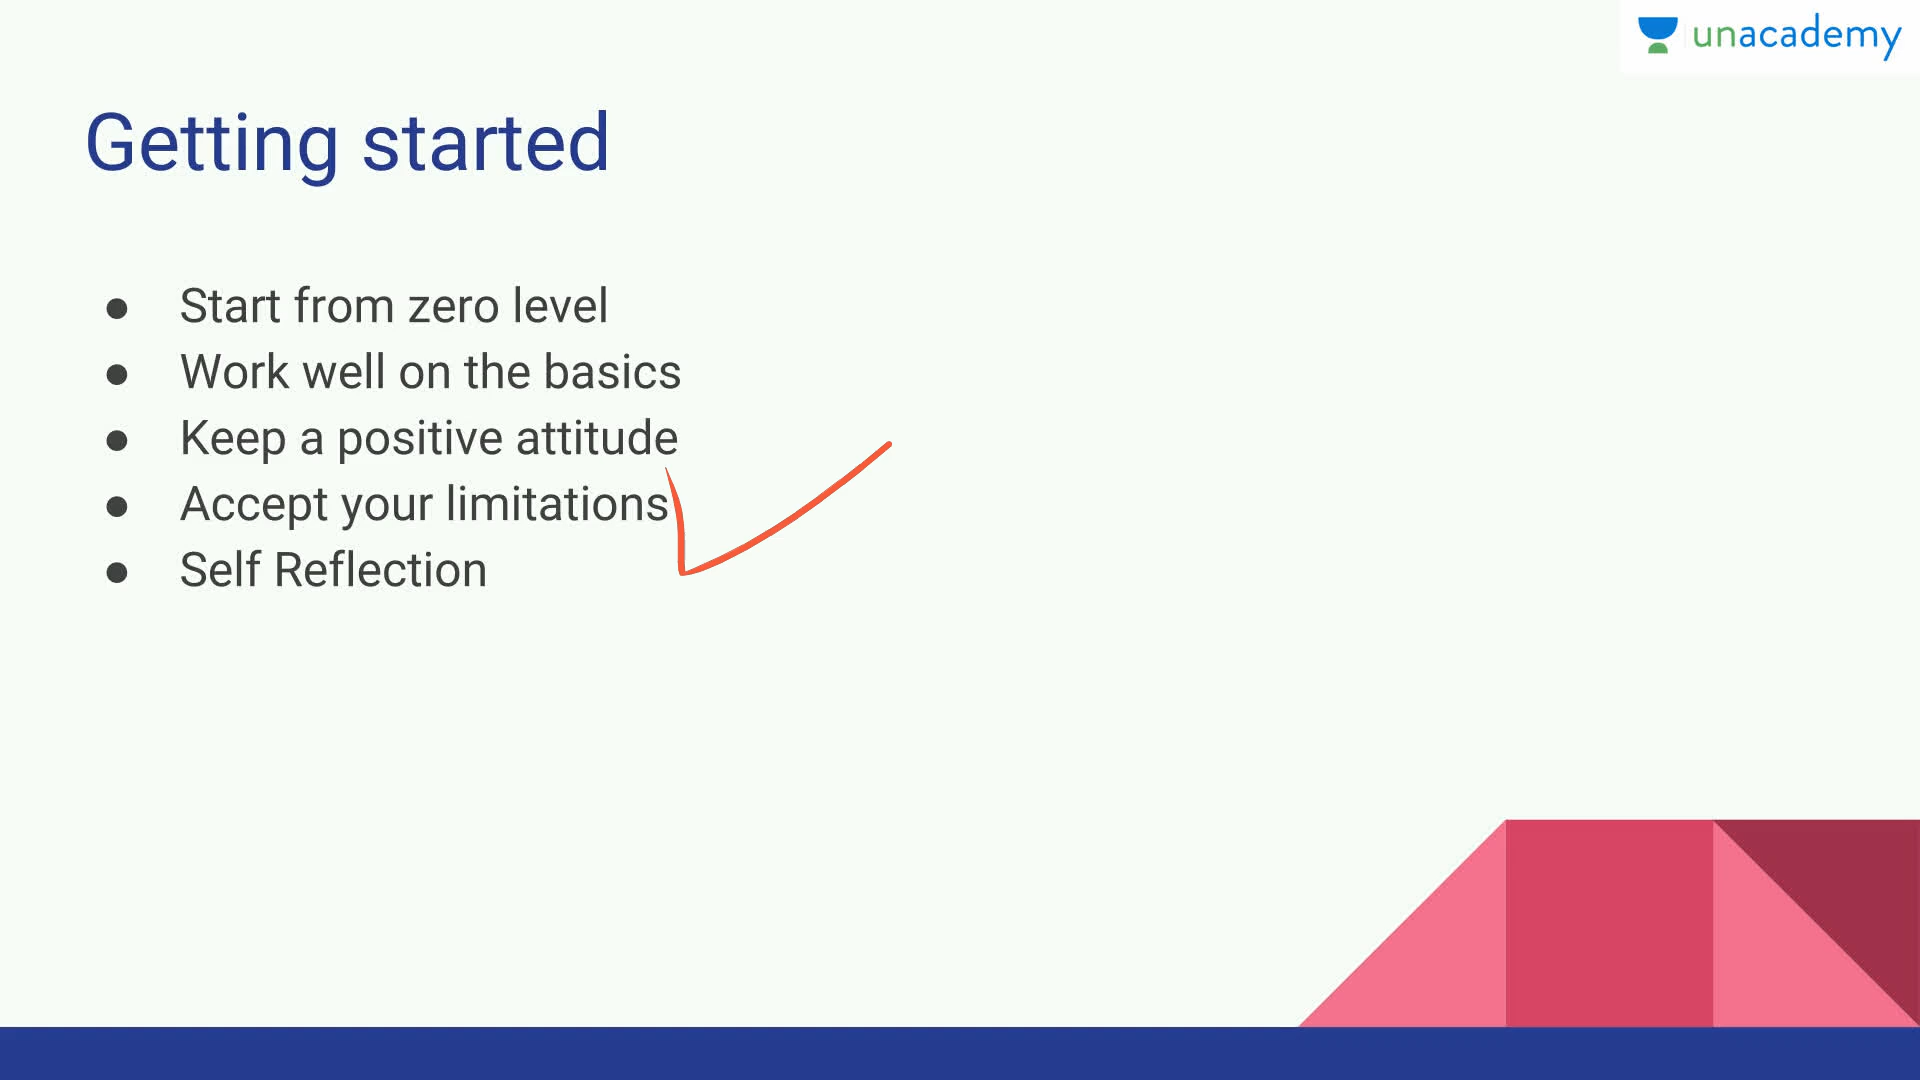 unacademy
Getting started
● Start from zero level
● Work well on the basics
● Keep a positive attitude
● Accept your limitations
● Self Reflection